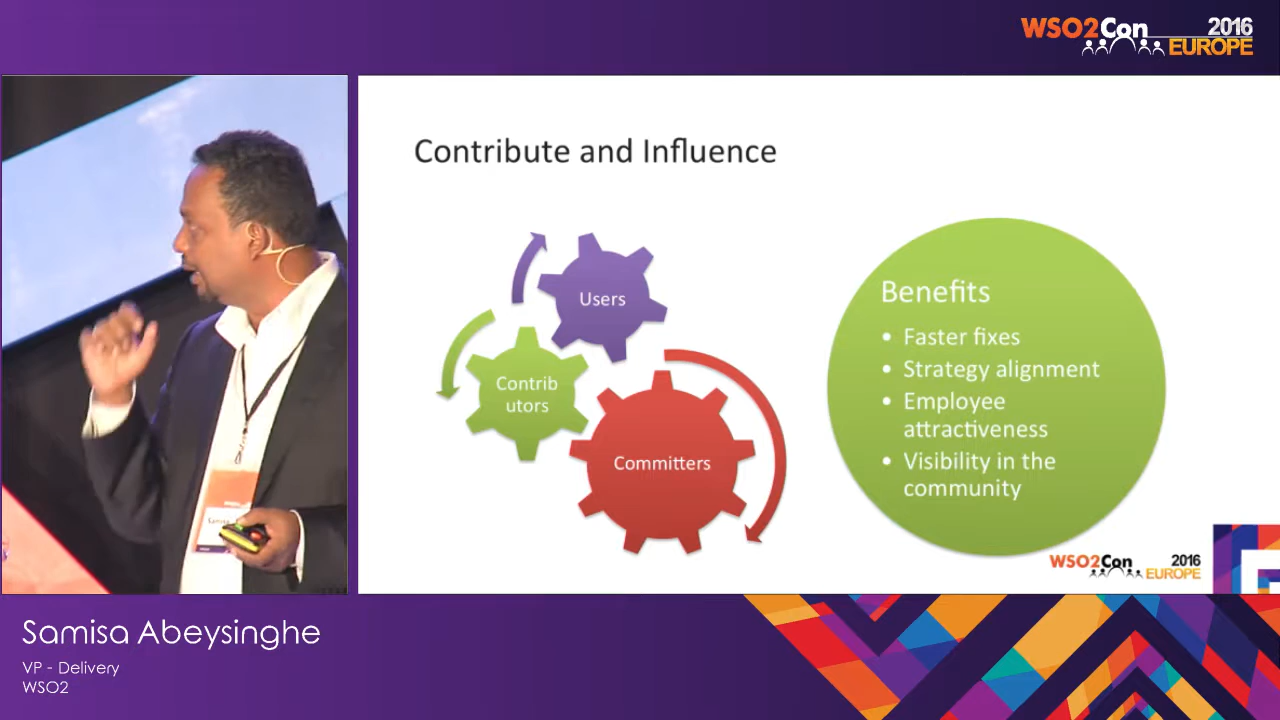 WSO2Con 2016
EUROPE
Contribute and Influence
Users
Contrib
utors
Committers
Benefits
• Faster fixes
• Strategy alignment
• Employee
attractiveness
• Visibility in the
community
WSO2Con 2016
EUROPE
Samisa Abeysinghe
VP - Delivery
WSO2